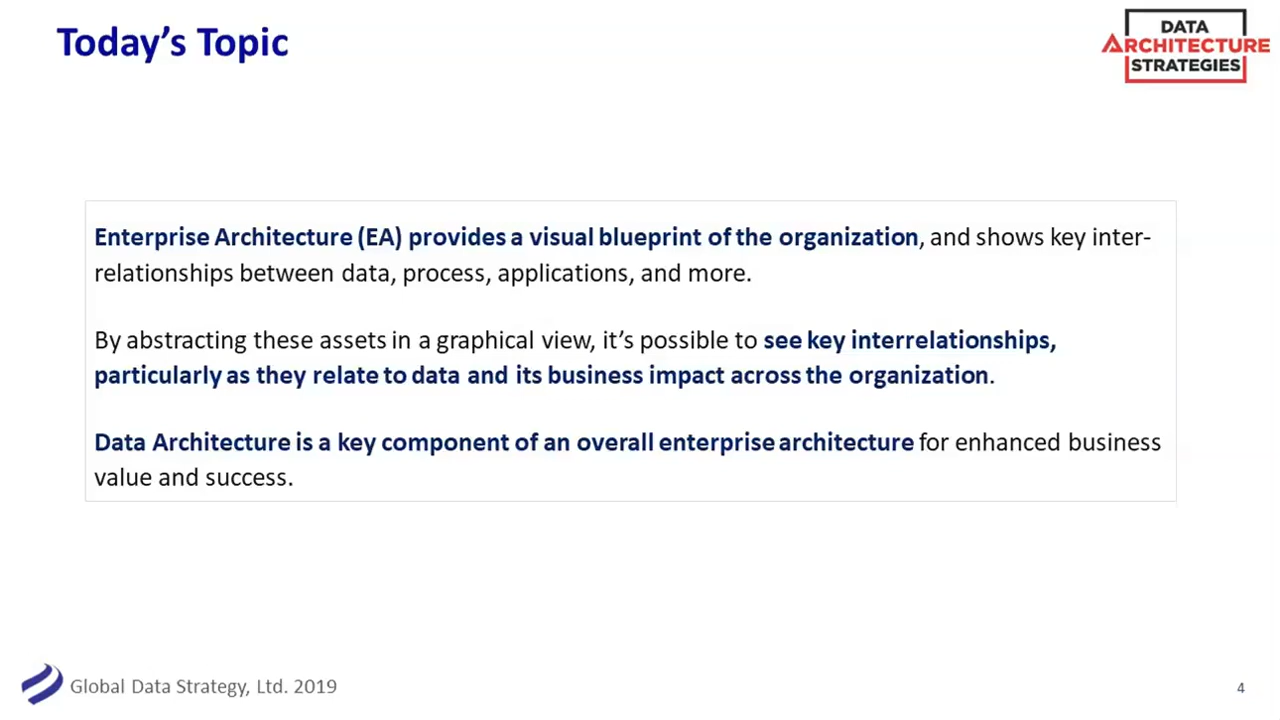 Today's Topic
DATA
ARCHITECTURE
STRATEGIES
Enterprise Architecture (EA) provides a visual blueprint of the organization, and shows key inter-
relationships between data, process, applications, and more.
By abstracting these assets in a graphical view, it's possible to see key interrelationships,
particularly as they relate to data and its business impact across the organization.
Data Architecture is a key component of an overall enterprise architecture for enhanced business
value and success.
Global Data Strategy, Ltd. 2019
4